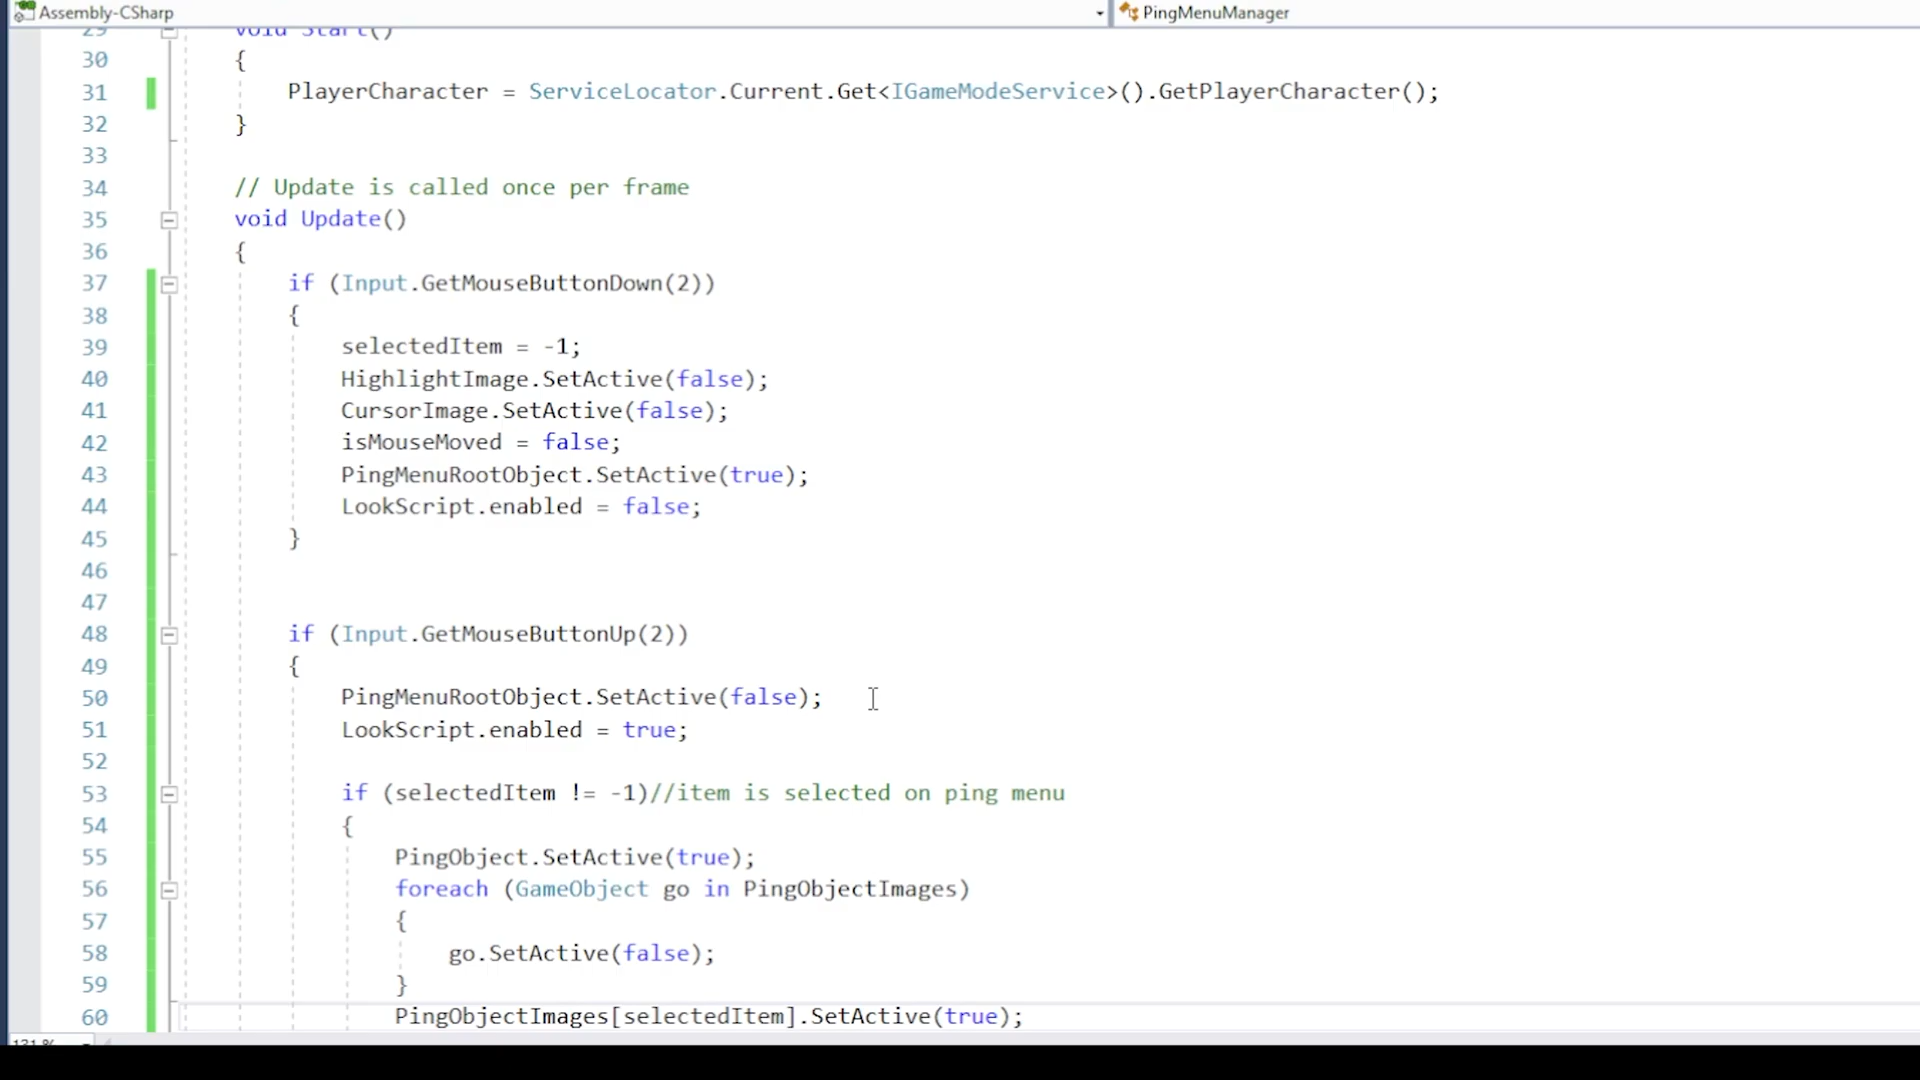 Assembly-CSharp PingMenuManager
29 void Start()
30 {
31 PlayerCharacter = ServiceLocator.Current.Get<IGameModeService>().GetPlayerCharacter();
32 }
33
34 // Update is called once per frame
35 void Update()
36 {
37 if (Input.GetMouseButtonDown(2))
38 {
39 selectedItem = -1;
40 HighlightImage.SetActive(false);
41 CursorImage.SetActive(false);
42 isMouseMoved = false;
43 PingMenuRootObject.SetActive(true);
44 LookScript.enabled = false;
45 }
46
47
48 if (Input.GetMouseButtonUp(2))
49 {
50 PingMenuRootObject.SetActive(false);
51 LookScript.enabled = true;
52
53 if (selectedItem != -1)//item is selected on ping menu
54 {
55 PingObject.SetActive(true);
56 foreach (GameObject go in PingObjectImages)
57 {
58 go.SetActive(false);
59 }
60 PingObjectImages[selectedItem].SetActive(true);
131 %